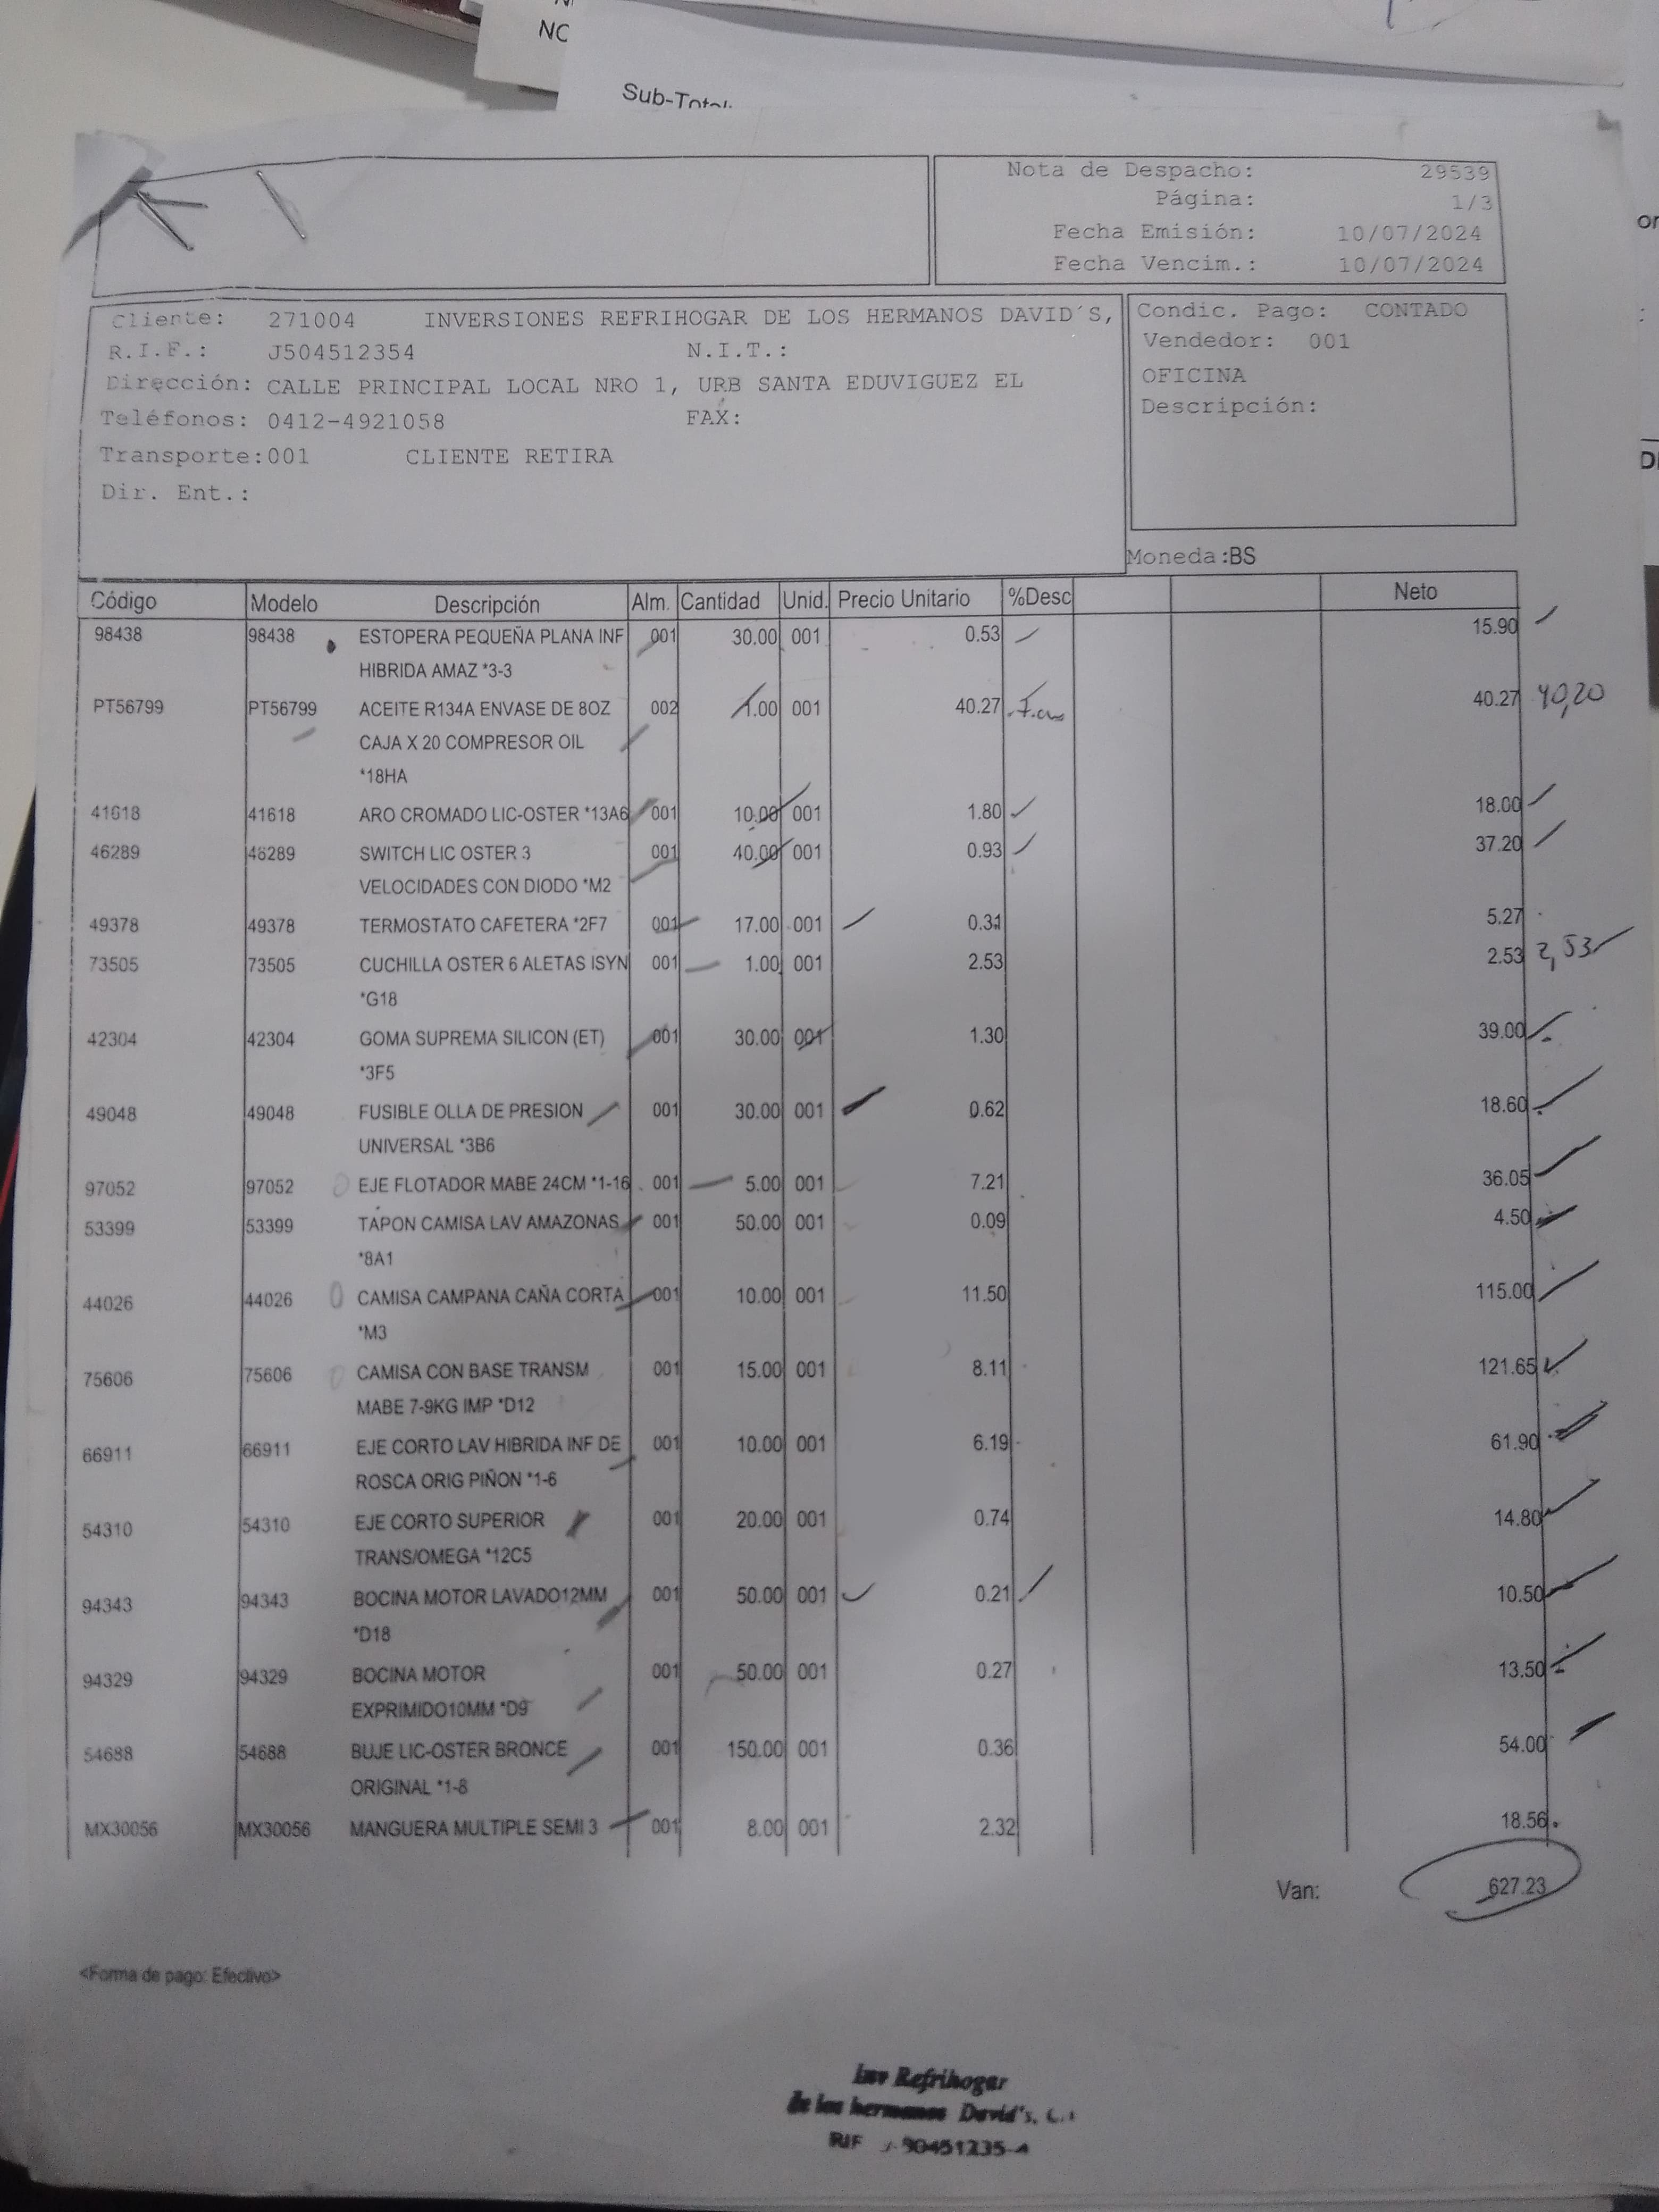 NC
Sub-Total:
Nota de Despacho: 29539
Página: 1/3
Fecha Emisión: 10/07/2024
Fecha Vencim.: 10/07/2024
Cliente: 271004 INVERSIONES REFRIHOGAR DE LOS HERMANOS DAVID´S,
R.I.F.: J504512354 N.I.T.:
Dirección: CALLE PRINCIPAL LOCAL NRO 1, URB SANTA EDUVIGUEZ EL
Teléfonos: 0412-4921058 FAX:
Transporte:001 CLIENTE RETIRA
Dir. Ent.:
Condic. Pago: CONTADO
Vendedor: 001
OFICINA
Descripción:
Moneda:BS
Código Modelo Descripción Alm. Cantidad Unid. Precio Unitario %Desc Neto
98438 98438 ESTOPERA PEQUEÑA PLANA INF 001 30.00 001 0.53 15.90
HIBRIDA AMAZ *3-3
PT56799 PT56799 ACEITE R134A ENVASE DE 8OZ 002 1.00 001 40.27 40.27 40,20
CAJA X 20 COMPRESOR OIL
*18HA
41618 41618 ARO CROMADO LIC-OSTER *13A6 001 10.00 001 1.80 18.00
46289 46289 SWITCH LIC OSTER 3 001 40.00 001 0.93 37.20
VELOCIDADES CON DIODO *M2
49378 49378 TERMOSTATO CAFETERA *2F7 001 17.00 001 0.31 5.27
73505 73505 CUCHILLA OSTER 6 ALETAS ISYN 001 1.00 001 2.53 2.53 2,53
*G18
42304 42304 GOMA SUPREMA SILICON (ET) 001 30.00 001 1.30 39.00
*3F5
49048 49048 FUSIBLE OLLA DE PRESION 001 30.00 001 0.62 18.60
UNIVERSAL *3B6
97052 97052 EJE FLOTADOR MABE 24CM *1-16 001 5.00 001 7.21 36.05
53399 53399 TAPON CAMISA LAV AMAZONAS 001 50.00 001 0.09 4.50
*8A1
44026 44026 CAMISA CAMPANA CAÑA CORTA 001 10.00 001 11.50 115.00
*M3
75606 75606 CAMISA CON BASE TRANSM 001 15.00 001 8.11 121.65
MABE 7-9KG IMP *D12
66911 66911 EJE CORTO LAV HIBRIDA INF DE 001 10.00 001 6.19 61.90
ROSCA ORIG PIÑON *1-6
54310 54310 EJE CORTO SUPERIOR 001 20.00 001 0.74 14.80
TRANS/OMEGA *12C5
94343 94343 BOCINA MOTOR LAVADO12MM 001 50.00 001 0.21 10.50
*D18
94329 94329 BOCINA MOTOR 001 50.00 001 0.27 13.50
EXPRIMIDO10MM *D9
54688 54688 BUJE LIC-OSTER BRONCE 001 150.00 001 0.36 54.00
ORIGINAL *1-8
MX30056 MX30056 MANGUERA MULTIPLE SEMI 3 001 8.00 001 2.32 18.56
Van: 627.23
<Forma de pago: Efectivo>
Inv Refrihogar
de los hermanos David's, C.A
RIF J-50451235-4